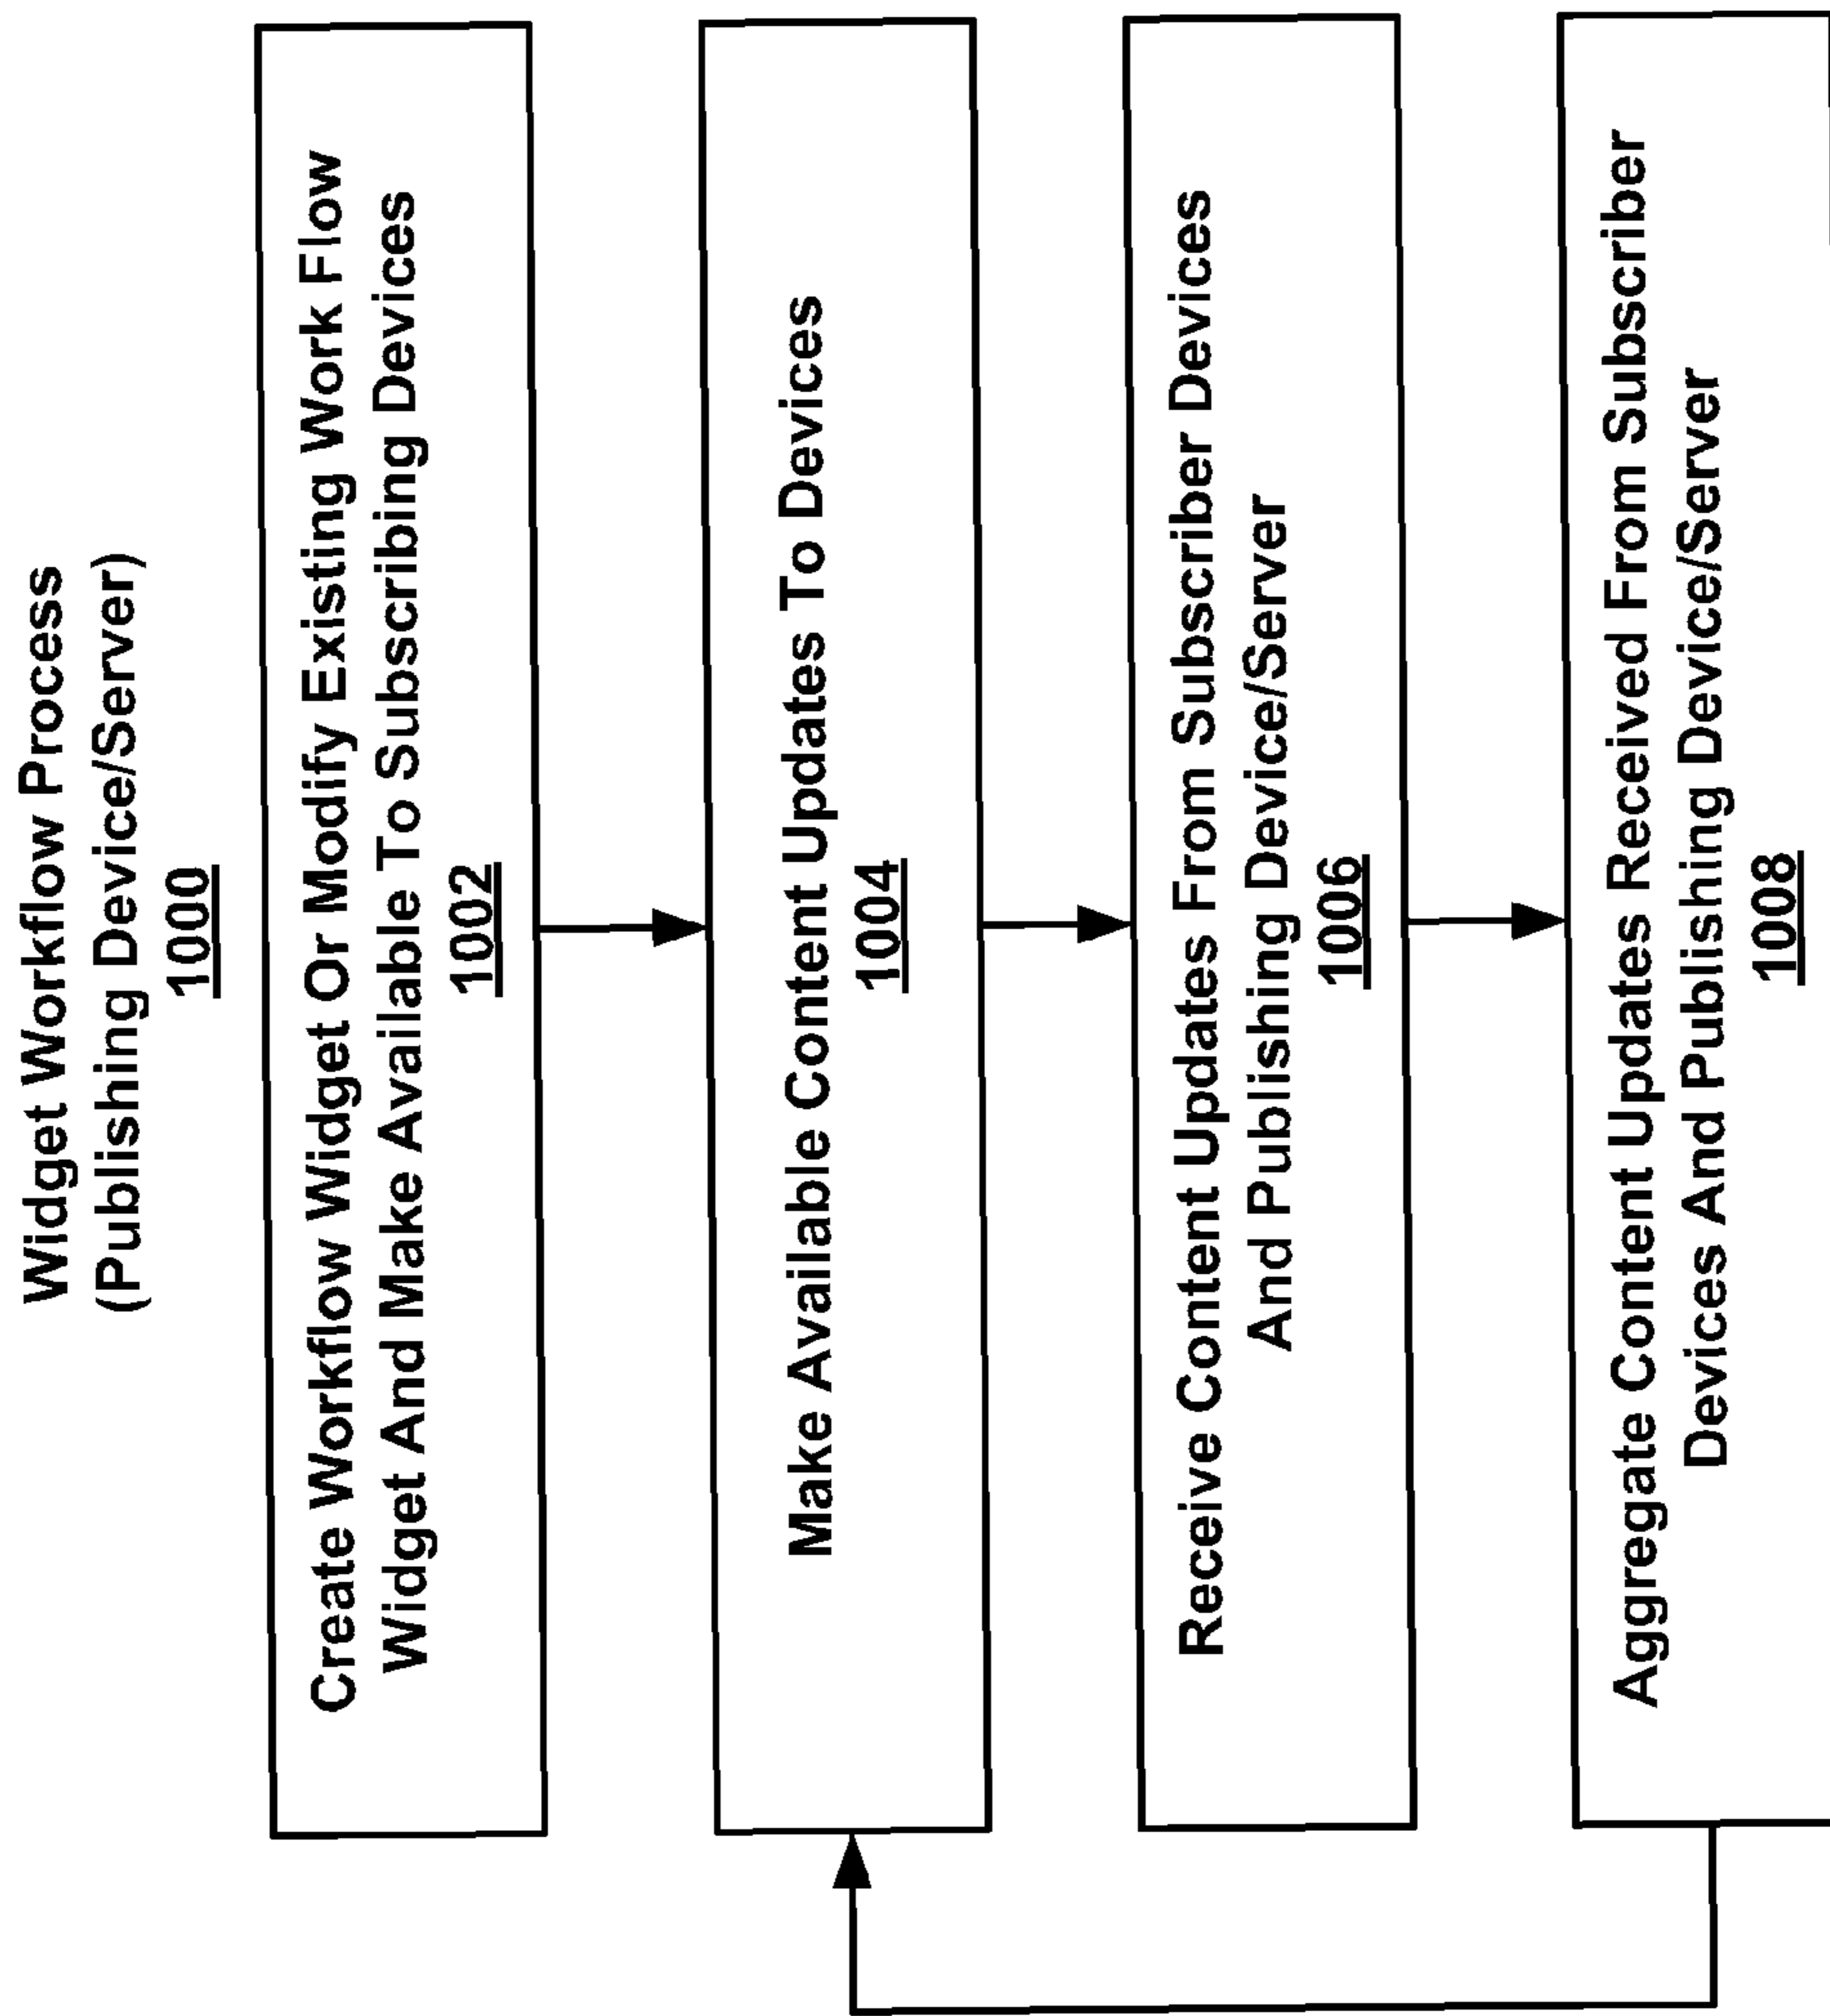 Widget Workflow Process
(Publishing Device/Server)
1000
Create Workflow Widget Or Modify Existing Work Flow
Widget And Make Available To Subscribing Devices
1002
Make Available Content Updates To Devices
1004
Receive Content Updates From Subscriber Devices
And Publishing Device/Server
1006
Aggregate Content Updates Received From Subscriber
Devices And Publishing Device/Server
1008